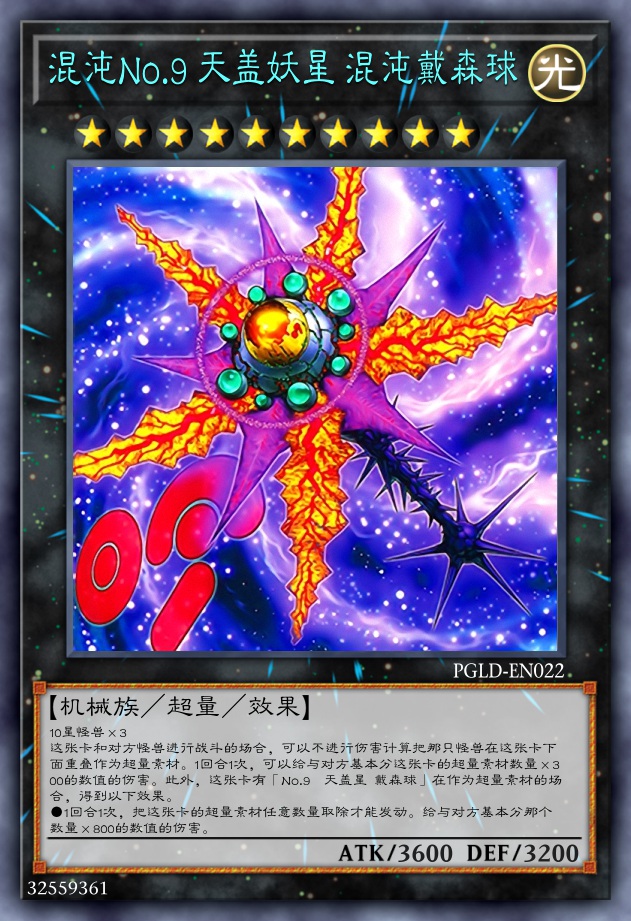 混沌No.9 天盖妖星 混沌戴森球 光
PGLD-EN022
【机械族／超量／效果】
10星怪兽×3
这张卡和对方怪兽进行战斗的场合，可以不进行伤害计算把那只怪兽在这张卡下
面重叠作为超量素材。1回合1次，可以给与对方基本分这张卡的超量素材数量×3
00的数值的伤害。此外，这张卡有「No.9　天盖星 戴森球」在作为超量素材的场
合，得到以下效果。
●1回合1次，把这张卡的超量素材任意数量取除才能发动。给与对方基本分那个
数量×800的数值的伤害。
ATK/3600 DEF/3200
32559361